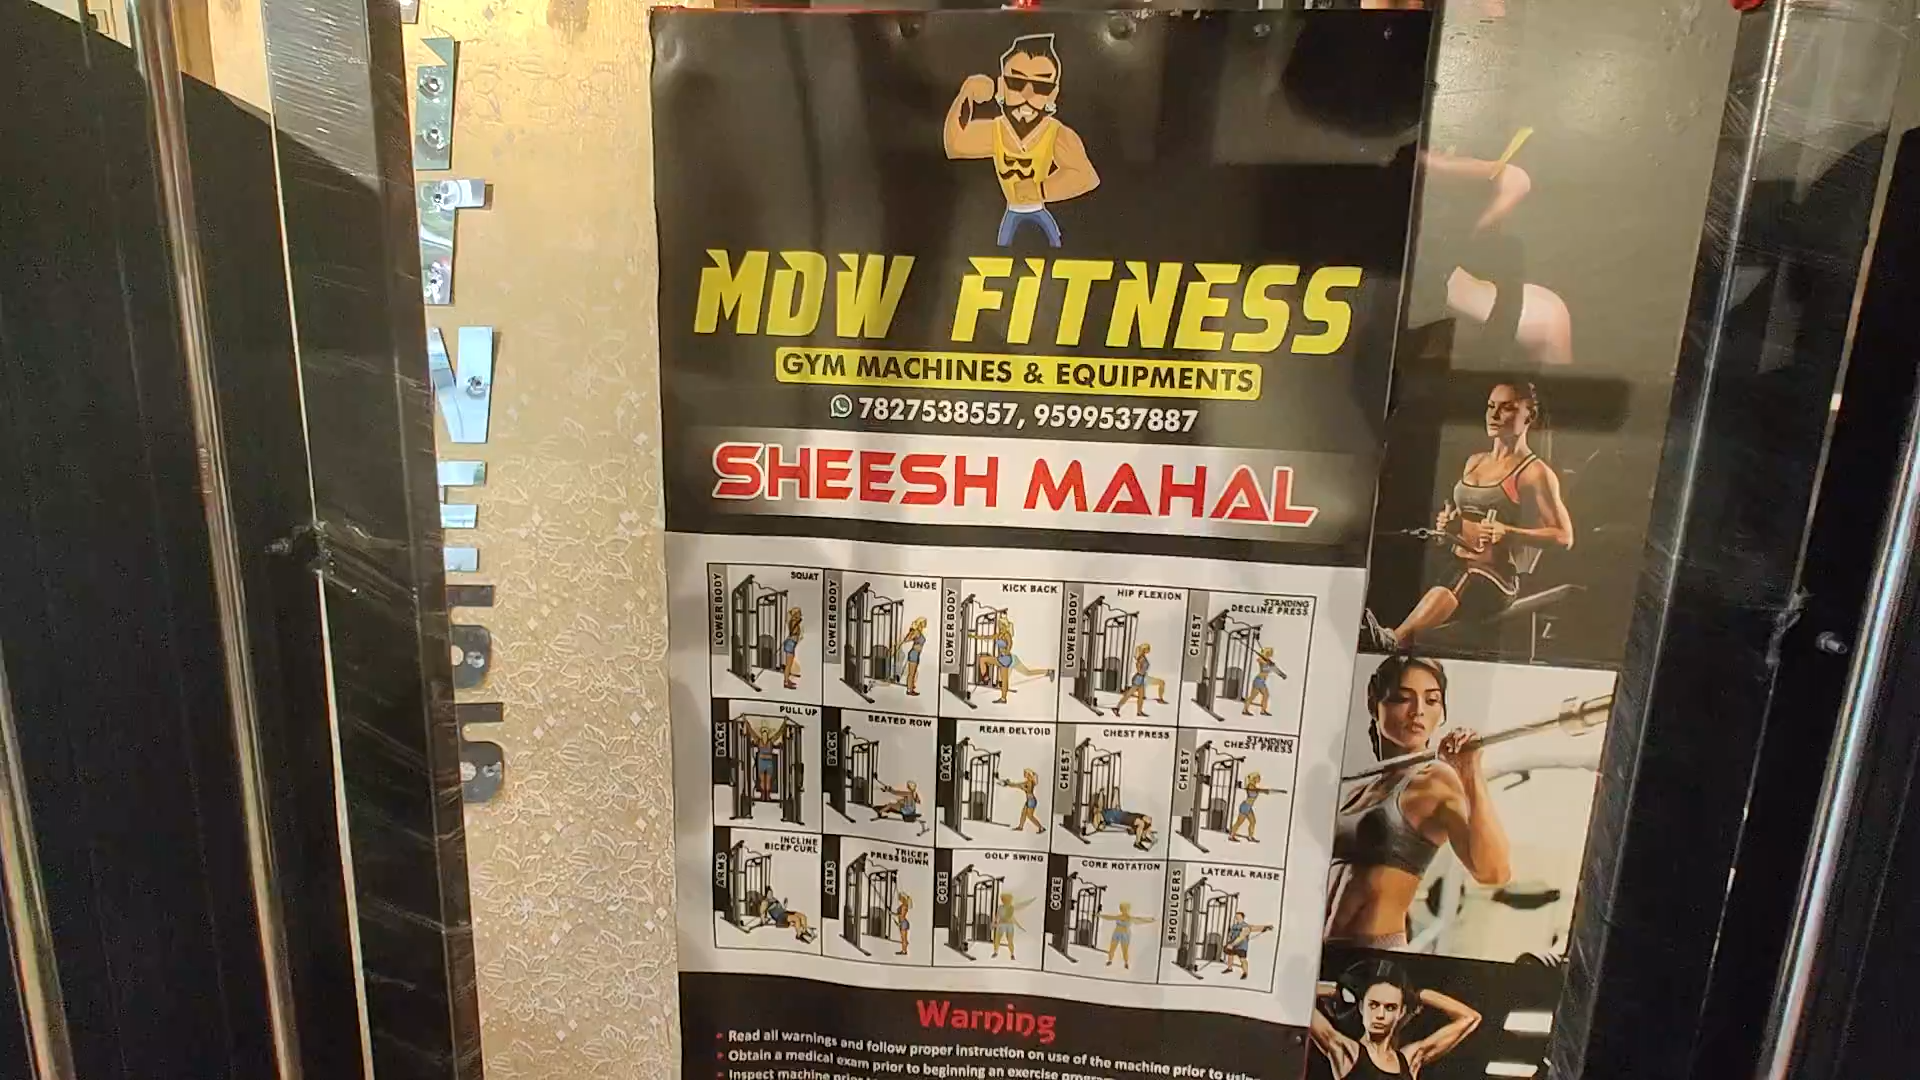 MDW FITNESS
GYM MACHINES & EQUIPMENTS
7827538557, 9599537887
SHEESH MAHAL
LOWER BODY SQUAT
LOWER BODY LUNGE
LOWER BODY KICK BACK
LOWER BODY HIP FLEXION
CHEST STANDING
DECLINE PRESS
BACK PULL UP
BACK SEATED ROW
BACK REAR DELTOID
CHEST CHEST PRESS
CHEST STANDING
CHEST PRESS
ARMS INCLINE
BICEP CURL
ARMS TRICEP
PRESS DOWN
CORE GOLF SWING
CORE CORE ROTATION
SHOULDERS LATERAL RAISE
Warning
Read all warnings and follow proper instruction on use of the machine prior to
Obtain a medical exam prior to beginning an exercise
Inspect machine